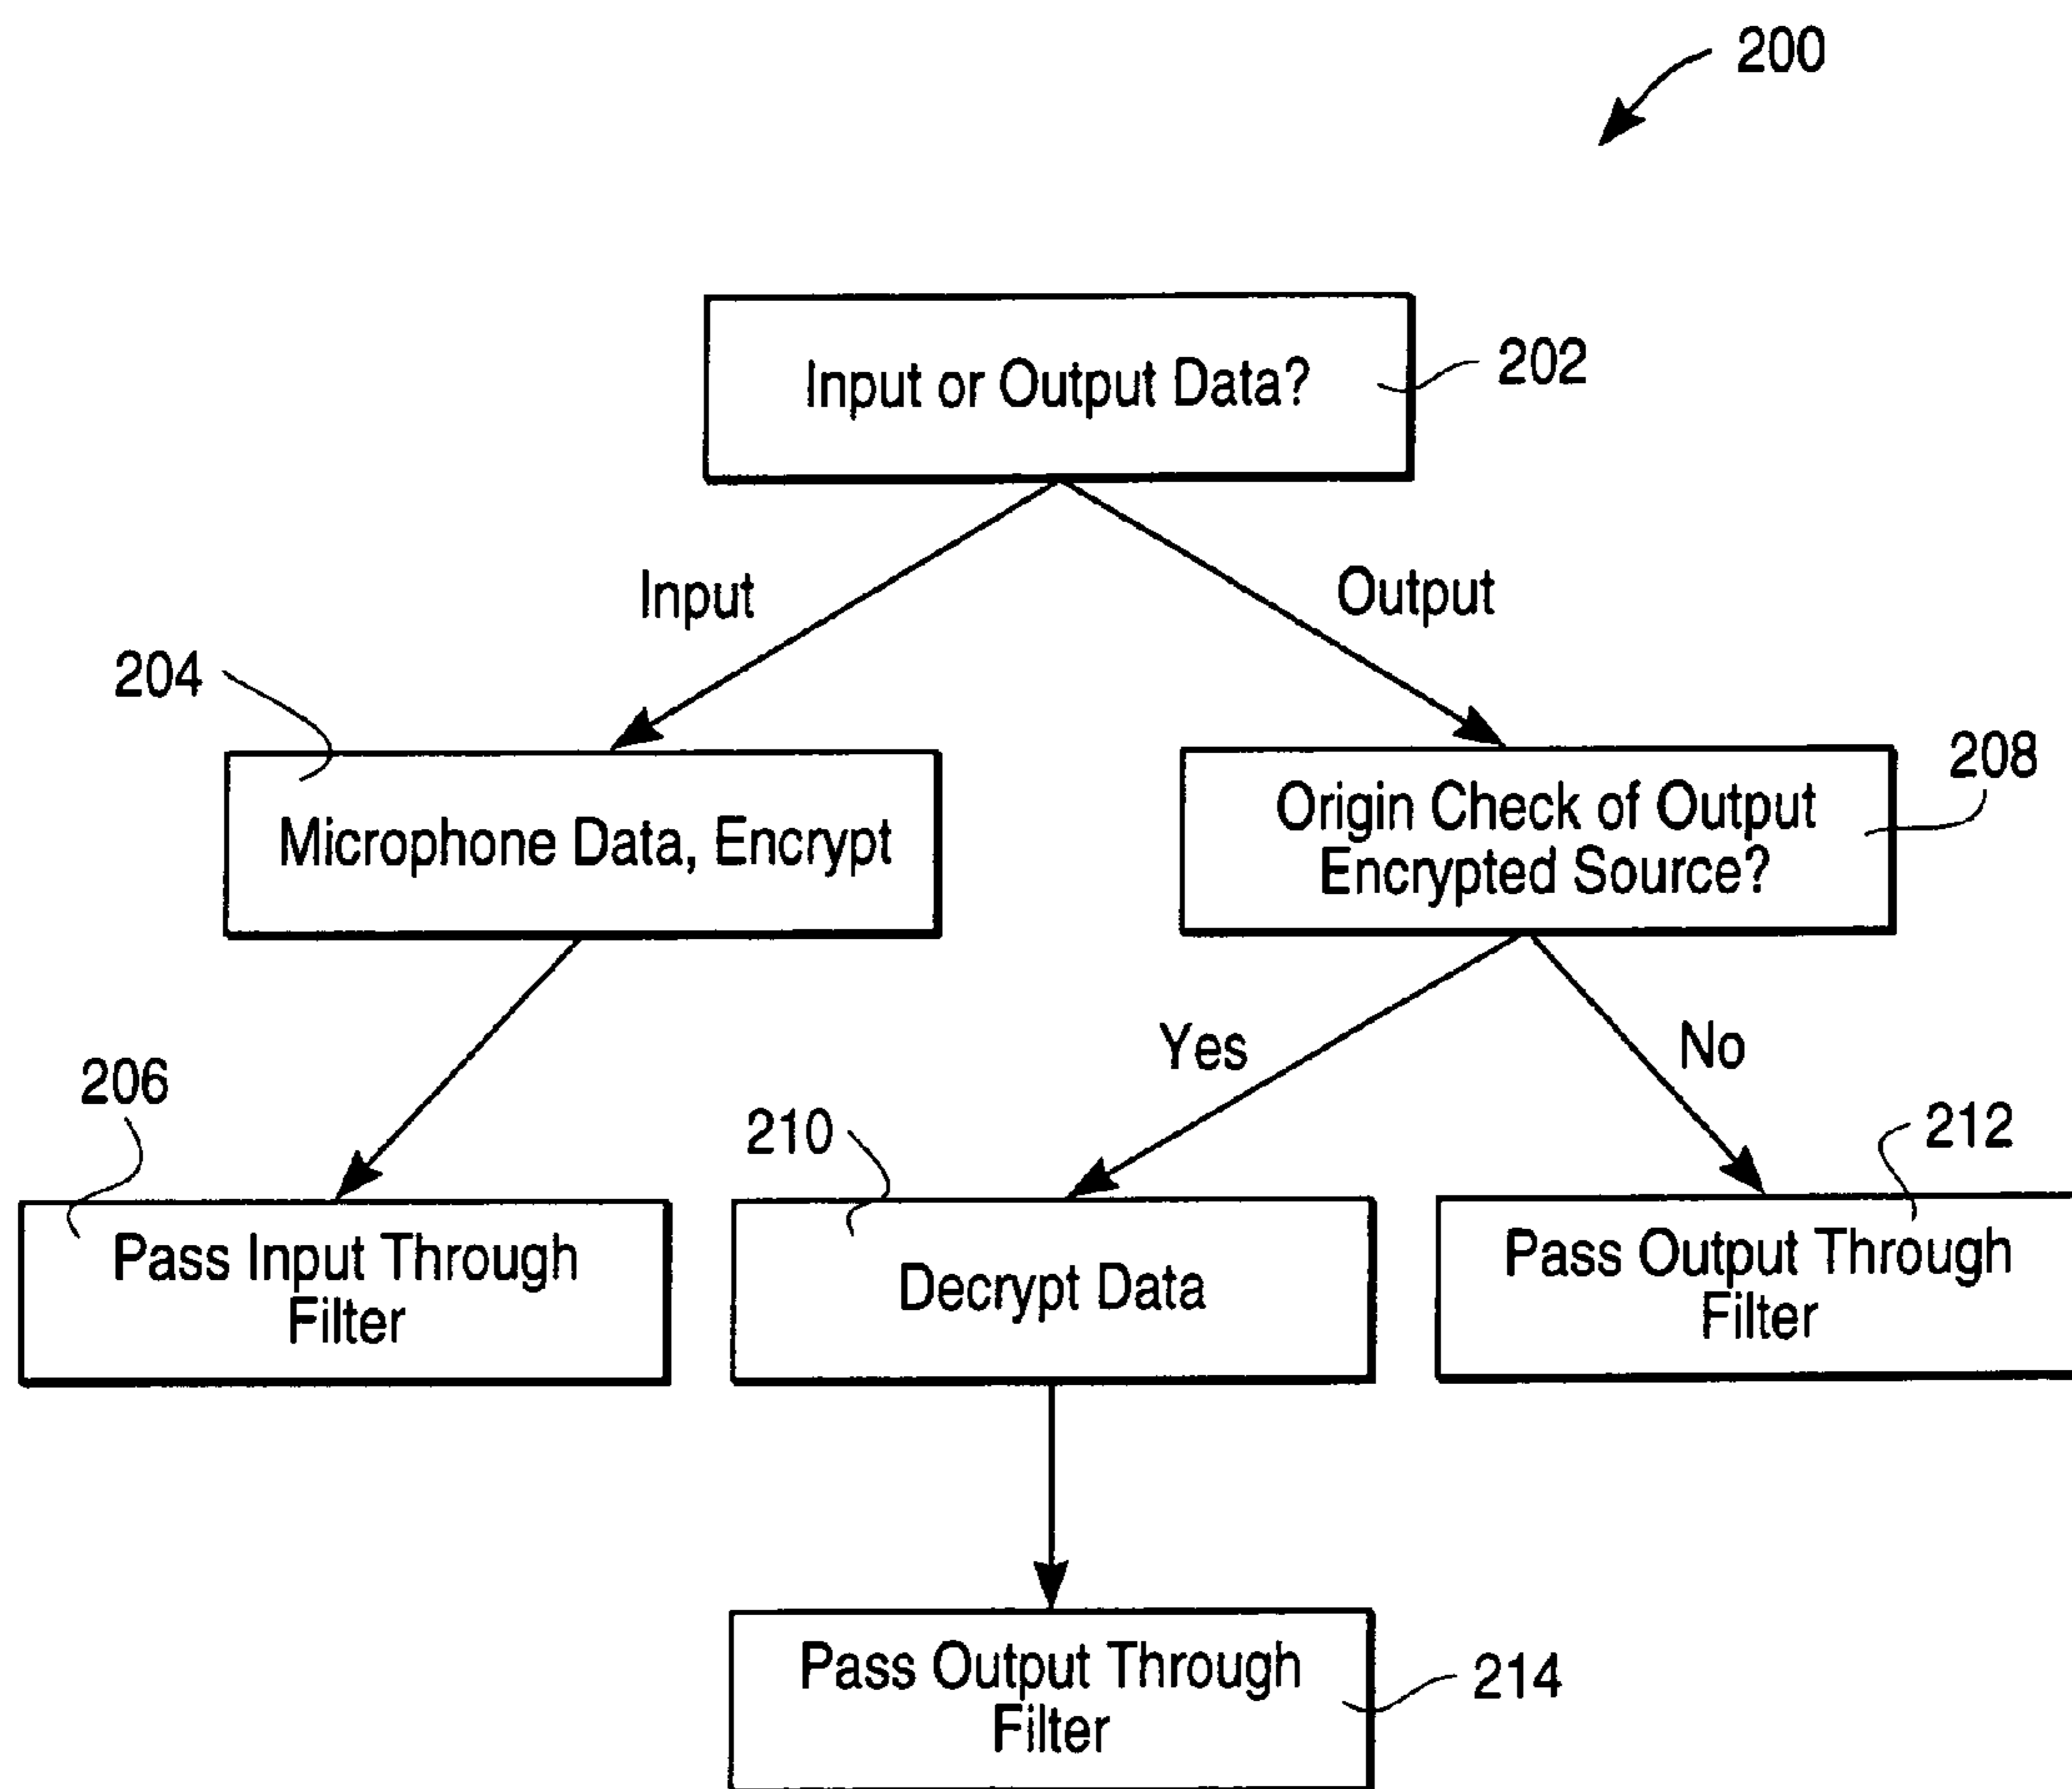 200
Input or Output Data?
202
Input
Output
204
Microphone Data, Encrypt
Origin Check of Output
Encrypted Source?
208
Yes
No
206
210
212
Pass Input Through
Filter
Decrypt Data
Pass Output Through
Filter
Pass Output Through
Filter
214